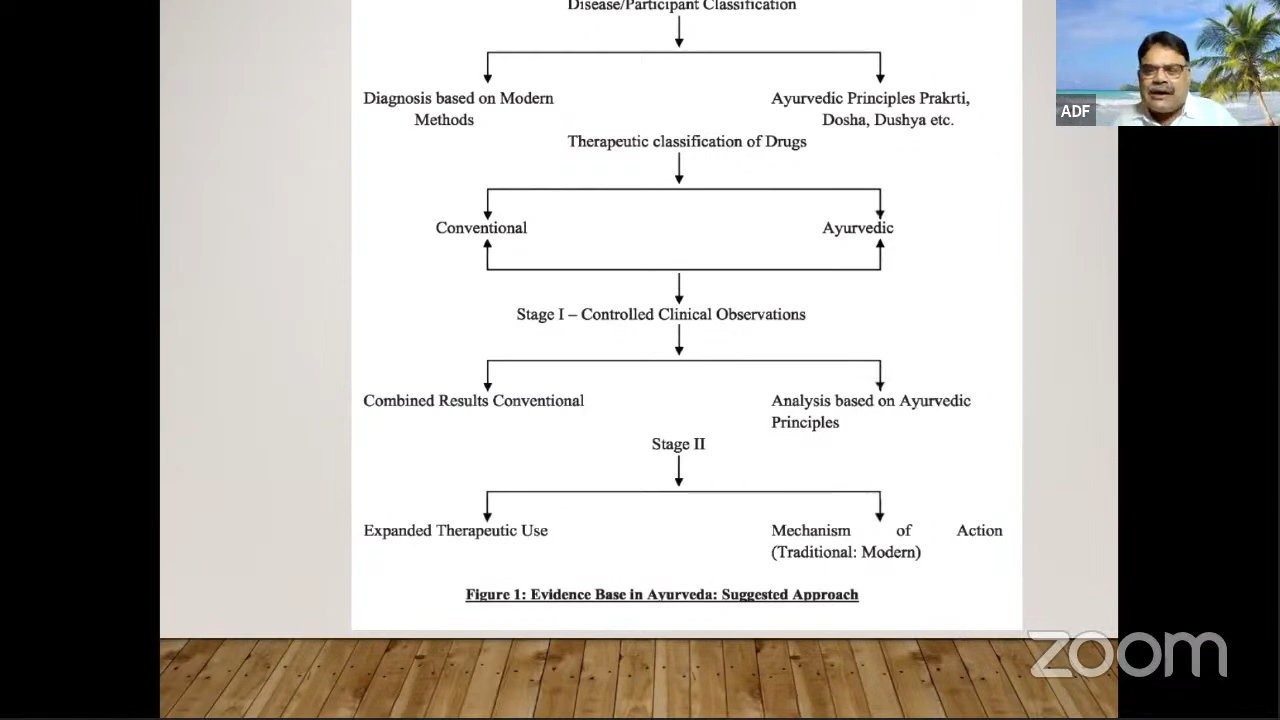 Disease/Participant Classification
ADF
Diagnosis based on Modern
Methods
Ayurvedic Principles Prakrti,
Dosha, Dushya etc.
Therapeutic classification of Drugs
Conventional
Ayurvedic
Stage I – Controlled Clinical Observations
Combined Results Conventional
Analysis based on Ayurvedic
Principles
Stage II
Expanded Therapeutic Use
Mechanism of Action
(Traditional: Modern)
Figure 1: Evidence Base in Ayurveda: Suggested Approach
zoom